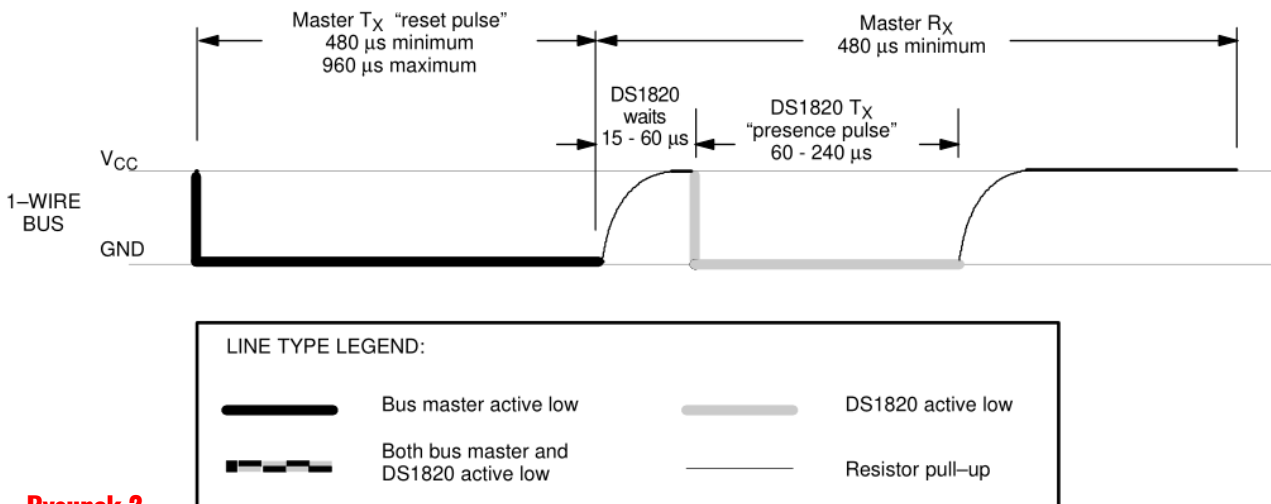 Master TX “reset pulse”
480 µs minimum
960 µs maximum
Master RX
480 µs minimum
DS1820
waits
15 - 60 µs
DS1820 TX
“presence pulse”
60 - 240 µs
VCC
1–WIRE
BUS
GND
LINE TYPE LEGEND:
Bus master active low
DS1820 active low
Both bus master and
DS1820 active low
Resistor pull–up